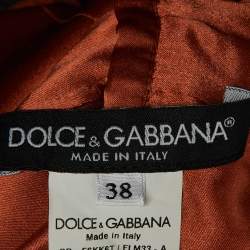 DOLCE & GABBANA®
MADE IN ITALY
38
DOLCE & GABBANA
Made in Italy